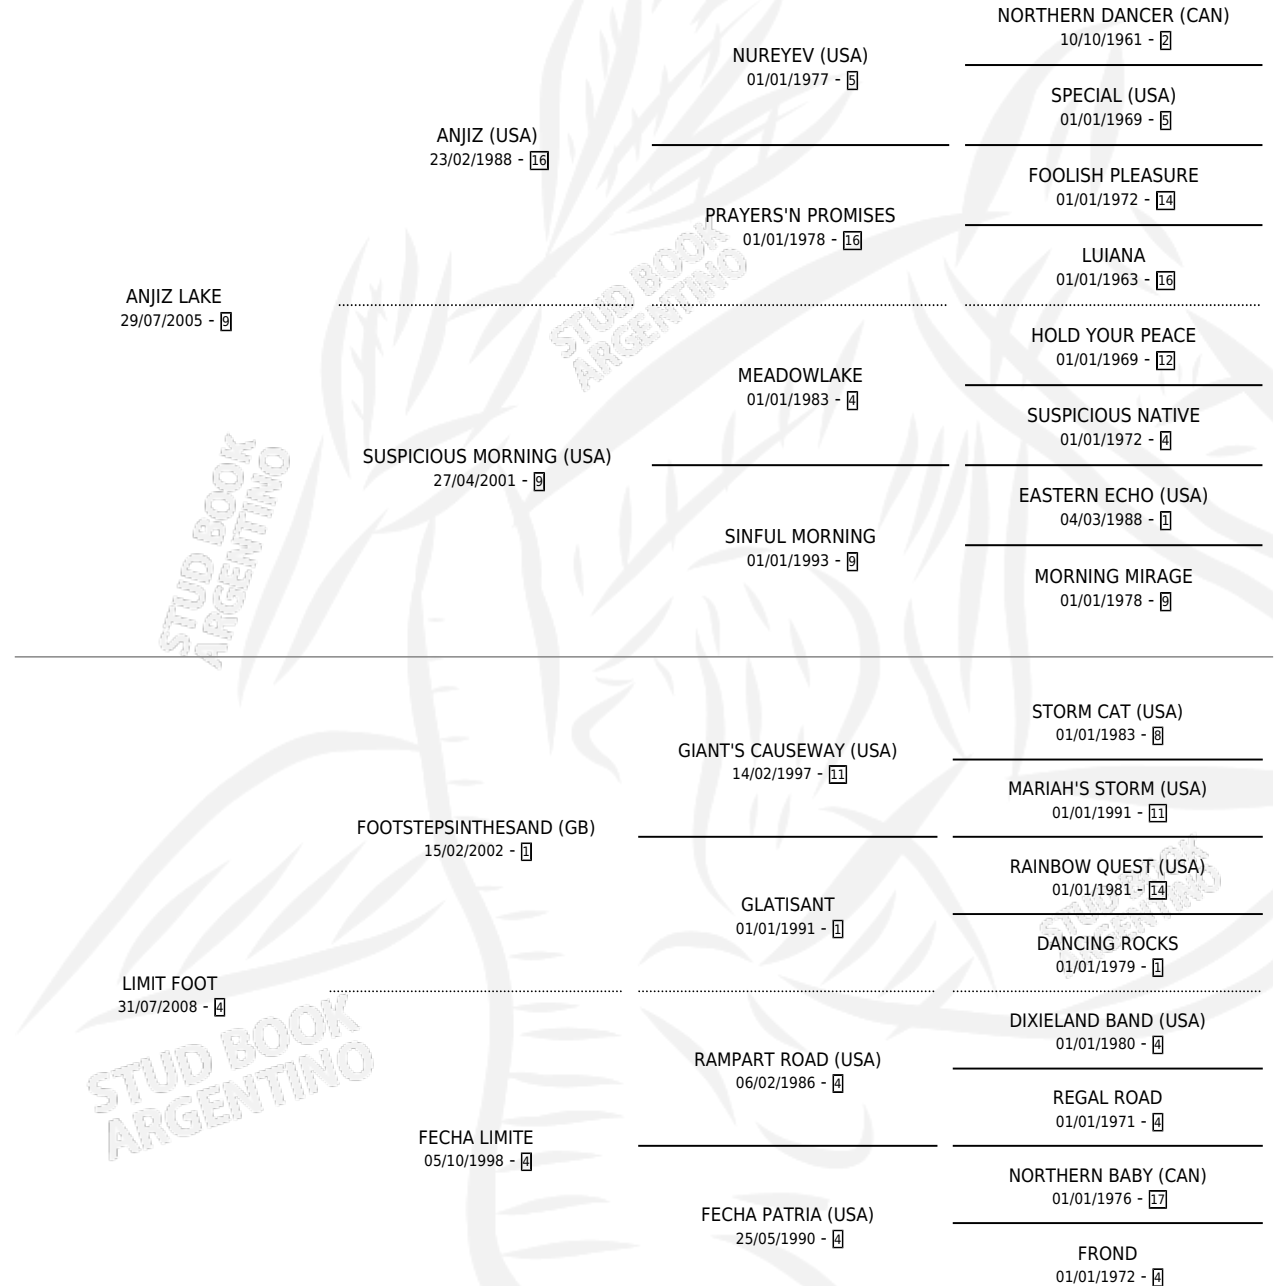 NORTHERN DANCER (CAN)
10/10/1961 - 2
NUREYEV (USA)
01/01/1977 - 5
SPECIAL (USA)
01/01/1969 - 5
ANJIZ (USA)
23/02/1988 - 16
FOOLISH PLEASURE
01/01/1972 - 14
PRAYERS'N PROMISES
01/01/1978 - 16
LUIANA
01/01/1963 - 16
ANJIZ LAKE
29/07/2005 - 9
STUD BOOK
ARGENTINO
HOLD YOUR PEACE
01/01/1969 - 12
MEADOWLAKE
01/01/1983 - 4
SUSPICIOUS NATIVE
01/01/1972 - 4
SUSPICIOUS MORNING (USA)
27/04/2001 - 9
EASTERN ECHO (USA)
04/03/1988 - 1
SINFUL MORNING
01/01/1993 - 9
MORNING MIRAGE
01/01/1978 - 9
STUD BOOK
ARGENTINO
STORM CAT (USA)
01/01/1983 - 8
GIANT'S CAUSEWAY (USA)
14/02/1997 - 11
MARIAH'S STORM (USA)
01/01/1991 - 11
FOOTSTEPSINTHESAND (GB)
15/02/2002 - 1
RAINBOW QUEST (USA)
01/01/1981 - 14
GLATISANT
01/01/1991 - 1
STUD BOOK
ARGENTINO
DANCING ROCKS
01/01/1979 - 1
LIMIT FOOT
31/07/2008 - 4
DIXIELAND BAND (USA)
01/01/1980 - 4
RAMPART ROAD (USA)
06/02/1986 - 4
STUD BOOK
ARGENTINO
REGAL ROAD
01/01/1971 - 4
FECHA LIMITE
05/10/1998 - 4
NORTHERN BABY (CAN)
01/01/1976 - 17
FECHA PATRIA (USA)
25/05/1990 - 4
FROND
01/01/1972 - 4